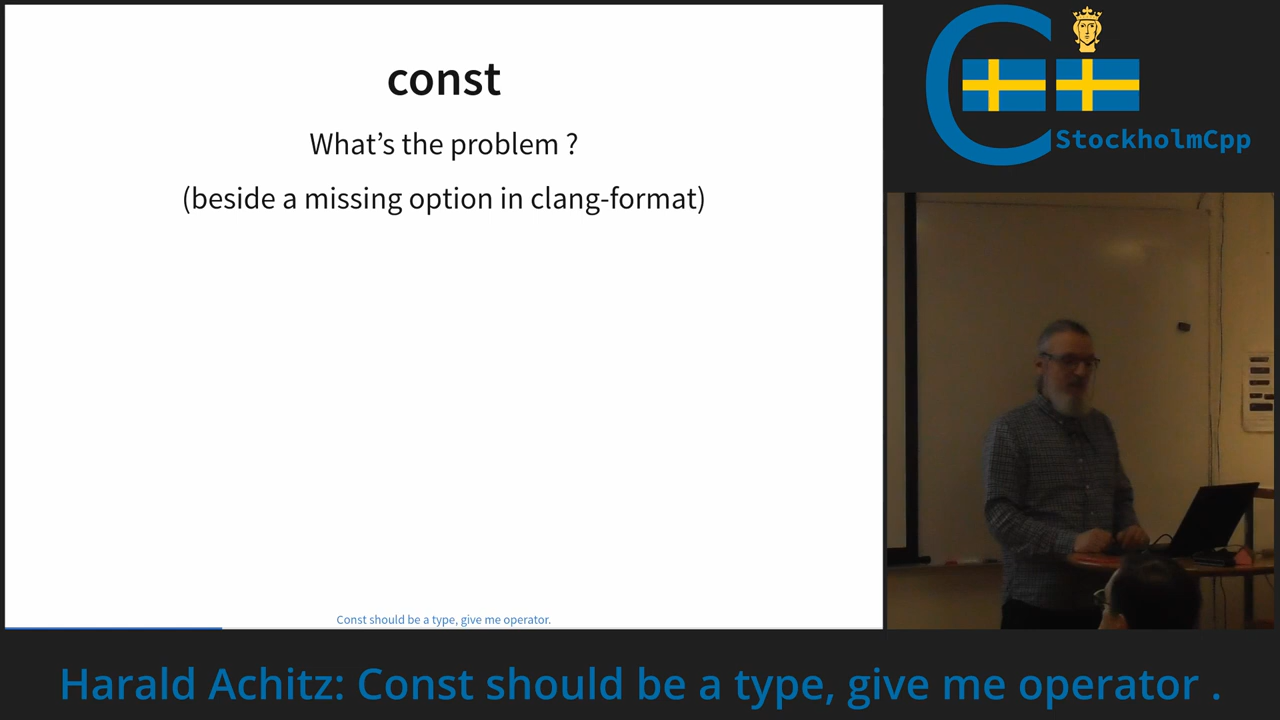 const
What's the problem ?
(beside a missing option in clang-format)
Const should be a type, give me operator.
StockholmCpp
Harald Achitz: Const should be a type, give me operator .